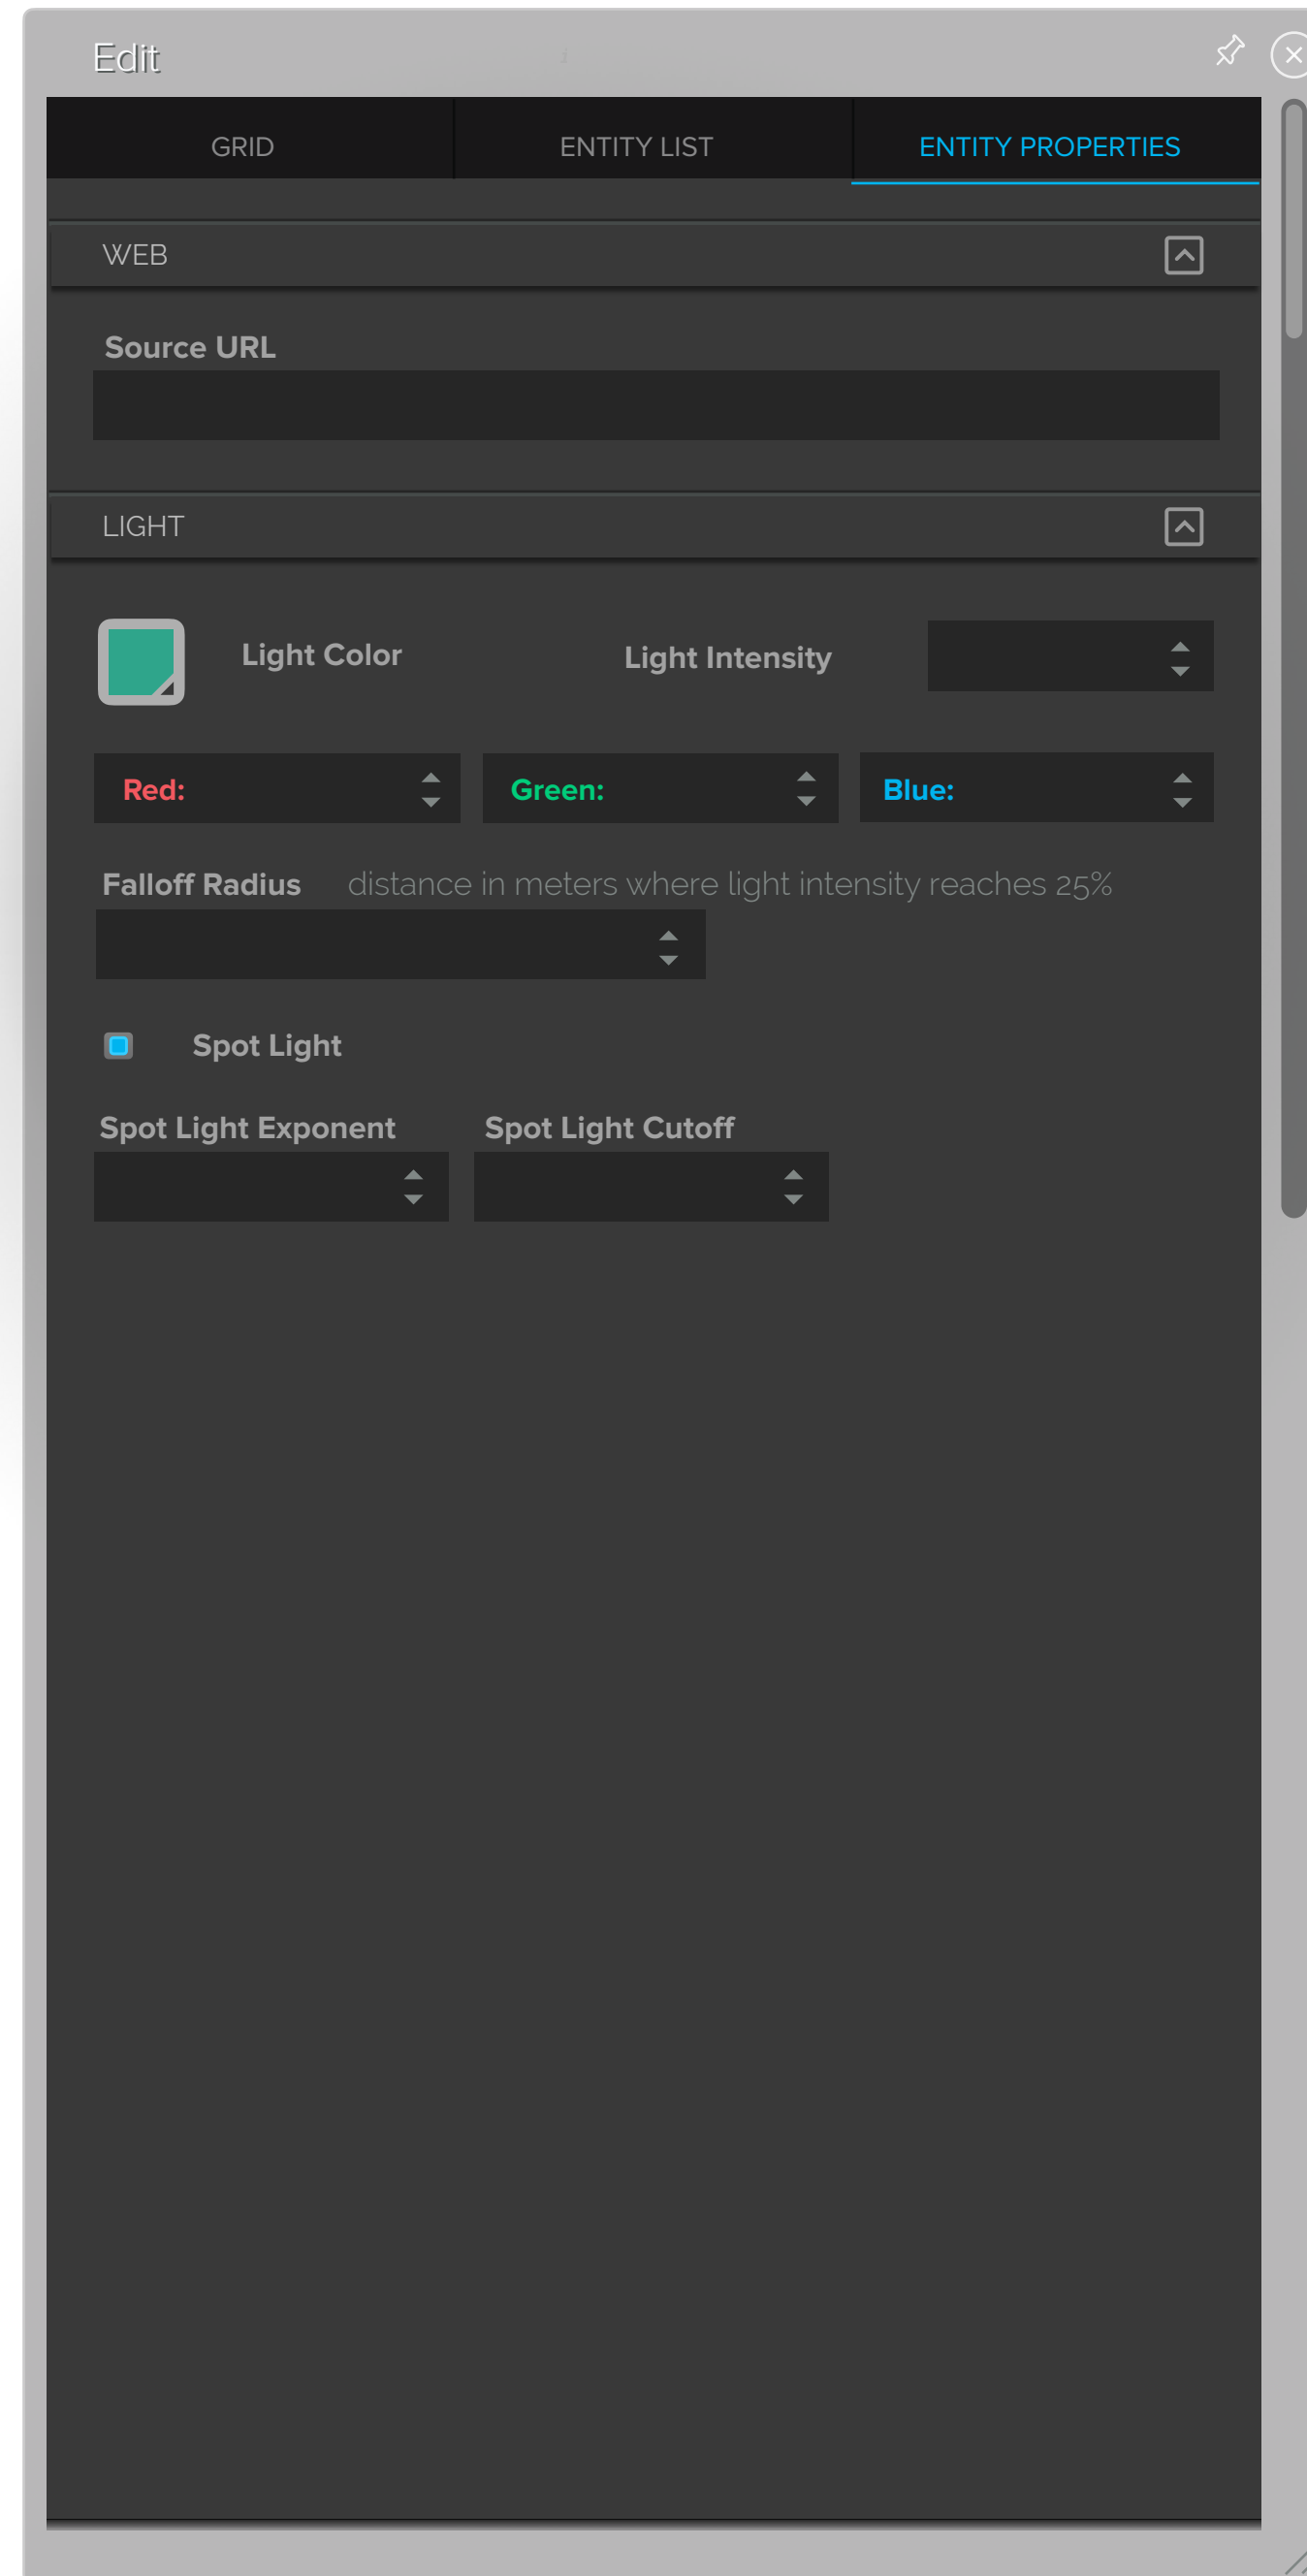 Edit
GRID ENTITY LIST ENTITY PROPERTIES
WEB
Source URL
LIGHT
Light Color Light Intensity
Red: Green: Blue:
Falloff Radius distance in meters where light intensity reaches 25%
Spot Light
Spot Light Exponent Spot Light Cutoff